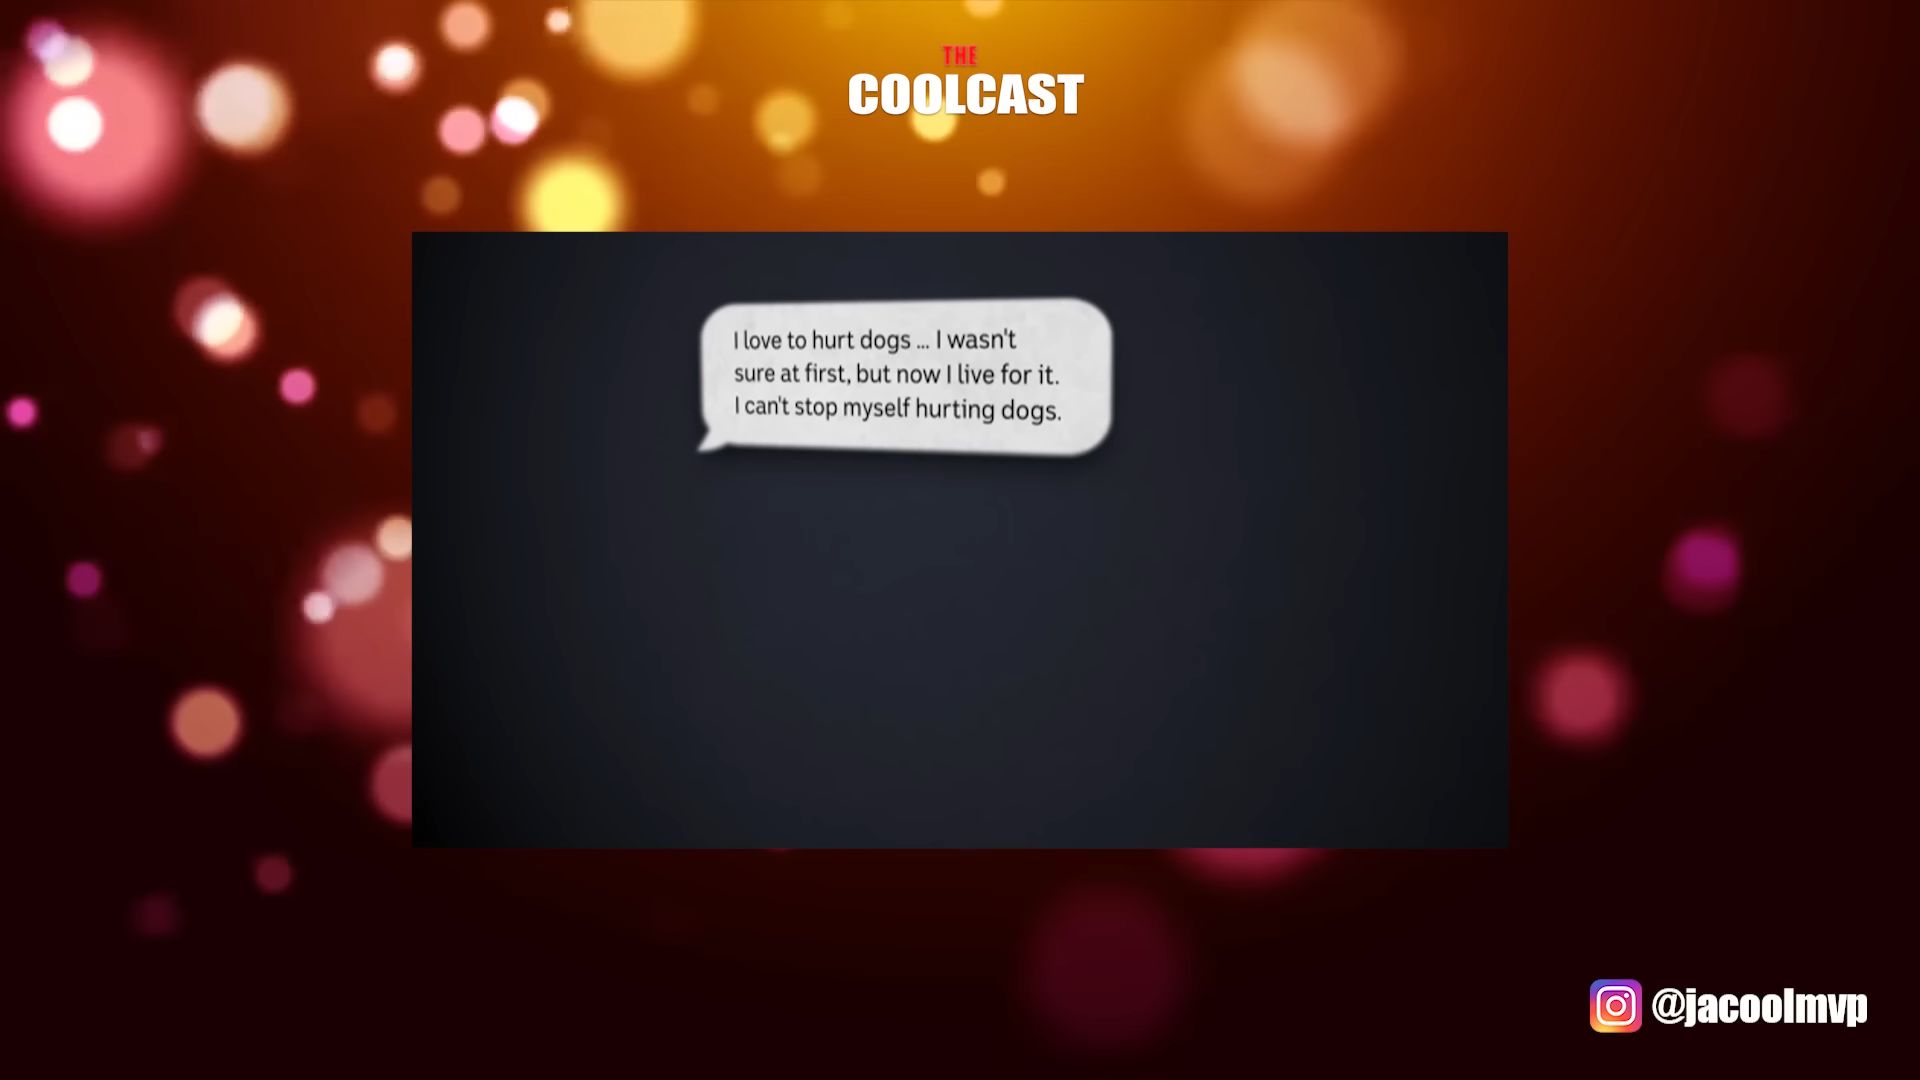 THE
COOLCAST
I love to hurt dogs ... I wasn't
sure at first, but now I live for it.
I can't stop myself hurting dogs.
@jacoolmvp